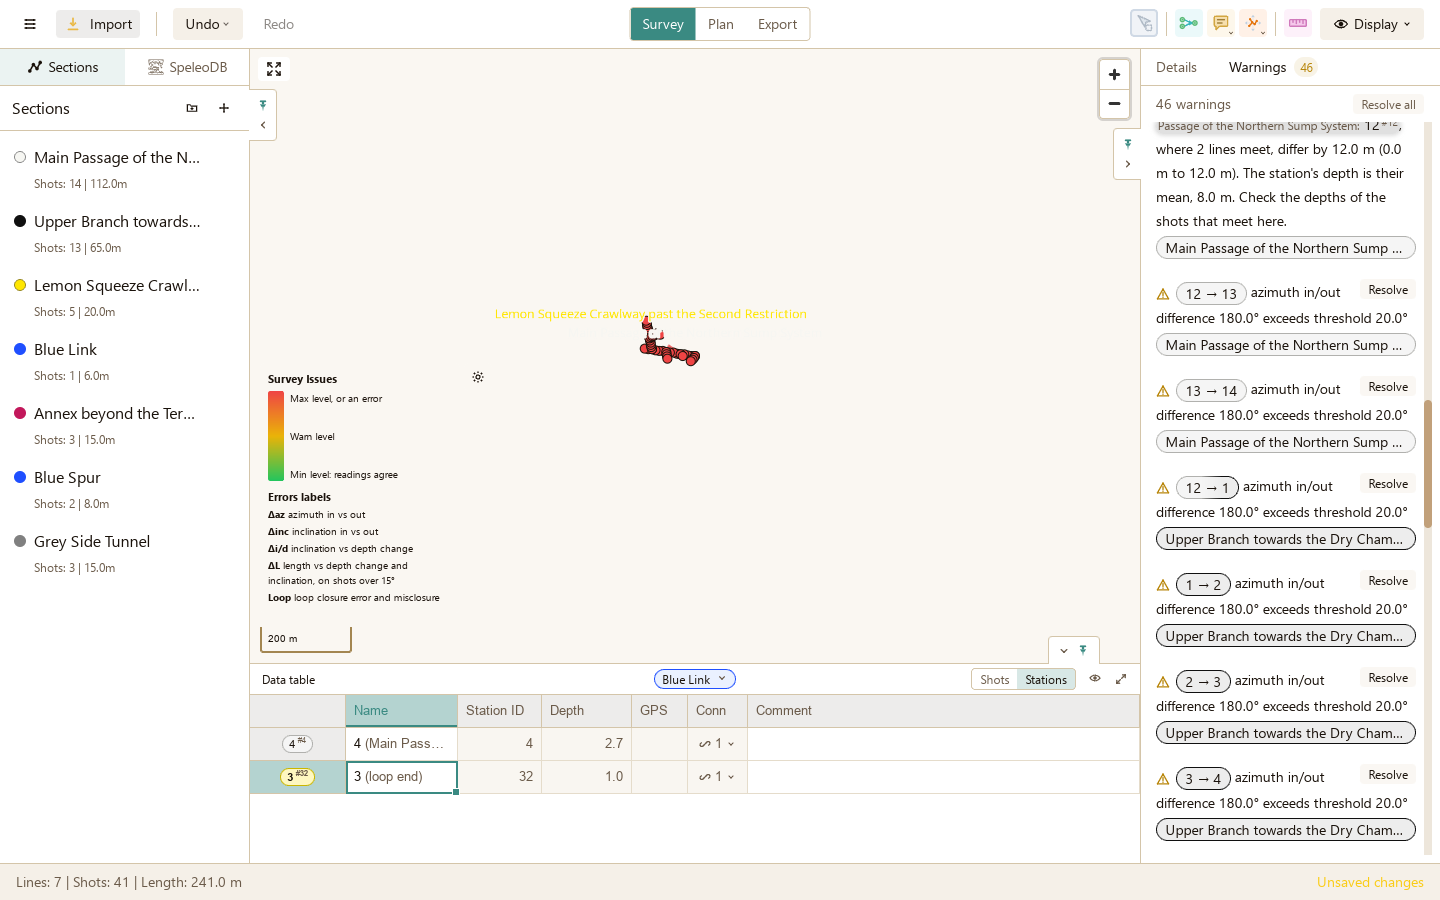 Import
Undo
Redo
Survey
Plan
Export
Display
Sections
SpeleoDB
Sections
Main Passage of the N...
Shots: 14 | 112.0m
Upper Branch towards...
Shots: 13 | 65.0m
Lemon Squeeze Crawl...
Shots: 5 | 20.0m
Blue Link
Shots: 1 | 6.0m
Annex beyond the Ter...
Shots: 3 | 15.0m
Blue Spur
Shots: 2 | 8.0m
Grey Side Tunnel
Shots: 3 | 15.0m
Lemon Squeeze Crawlway past the Second Restriction
Survey Issues
Max level, or an error
Warn level
Min level: readings agree
Errors labels
Δaz azimuth in vs out
Δinc inclination in vs out
Δi/d inclination vs depth change
ΔL length vs depth change and
inclination, on shots over 15°
Loop loop closure error and misclosure
200 m
Data table
Blue Link
Shots
Stations
Name Station ID Depth GPS Conn Comment
4 #4 4 (Main Pass... 4 2.7 1
3 #32 3 (loop end) 32 1.0 1
Details
Warnings 46
46 warnings
Resolve all
Passage of the Northern Sump System: 12 #12,
where 2 lines meet, differ by 12.0 m (0.0
m to 12.0 m). The station's depth is their
mean, 8.0 m. Check the depths of the
shots that meet here.
Main Passage of the Northern Sump ...
12 → 13 azimuth in/out Resolve
difference 180.0° exceeds threshold 20.0°
Main Passage of the Northern Sump ...
13 → 14 azimuth in/out Resolve
difference 180.0° exceeds threshold 20.0°
Main Passage of the Northern Sump ...
12 → 1 azimuth in/out Resolve
difference 180.0° exceeds threshold 20.0°
Upper Branch towards the Dry Cham...
1 → 2 azimuth in/out Resolve
difference 180.0° exceeds threshold 20.0°
Upper Branch towards the Dry Cham...
2 → 3 azimuth in/out Resolve
difference 180.0° exceeds threshold 20.0°
Upper Branch towards the Dry Cham...
3 → 4 azimuth in/out Resolve
difference 180.0° exceeds threshold 20.0°
Upper Branch towards the Dry Cham...
Lines: 7 | Shots: 41 | Length: 241.0 m
Unsaved changes